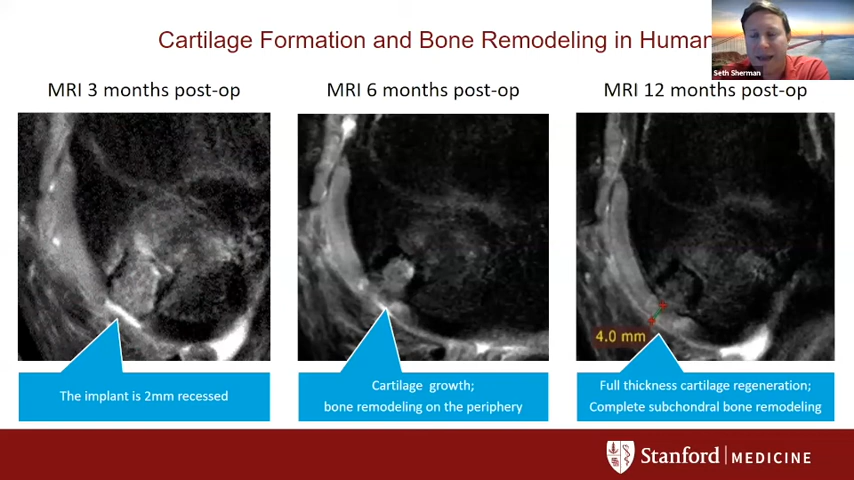 Cartilage Formation and Bone Remodeling in Human
Seth Sherman
MRI 3 months post-op
MRI 6 months post-op
MRI 12 months post-op
4.0 mm
The implant is 2mm recessed
Cartilage growth;
bone remodeling on the periphery
Full thickness cartilage regeneration;
Complete subchondral bone remodeling
Stanford MEDICINE